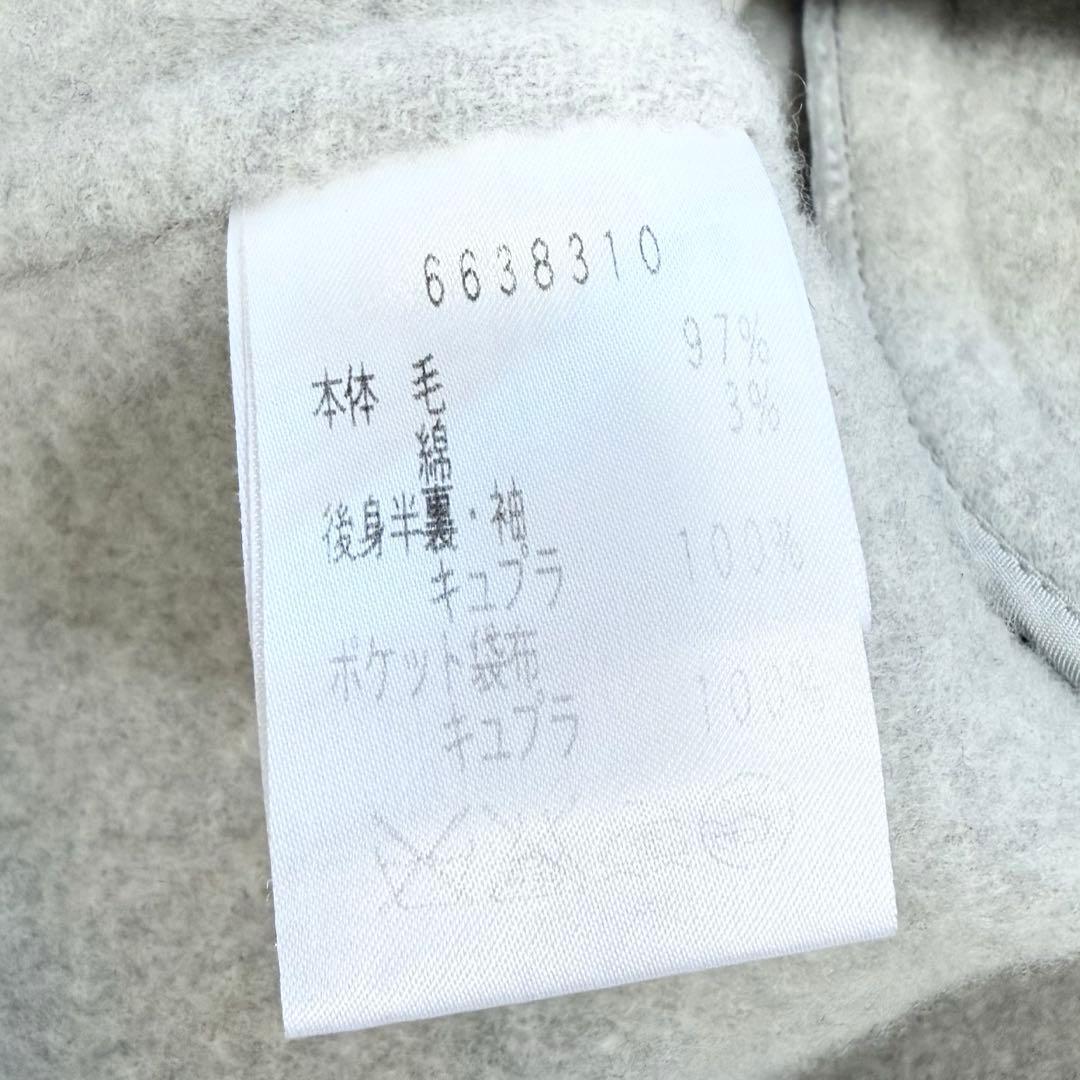 6638310
本体 毛 97%
綿 3%
後身半裏・袖
キュプラ 100%
ポケット袋布
キュプラ 100%